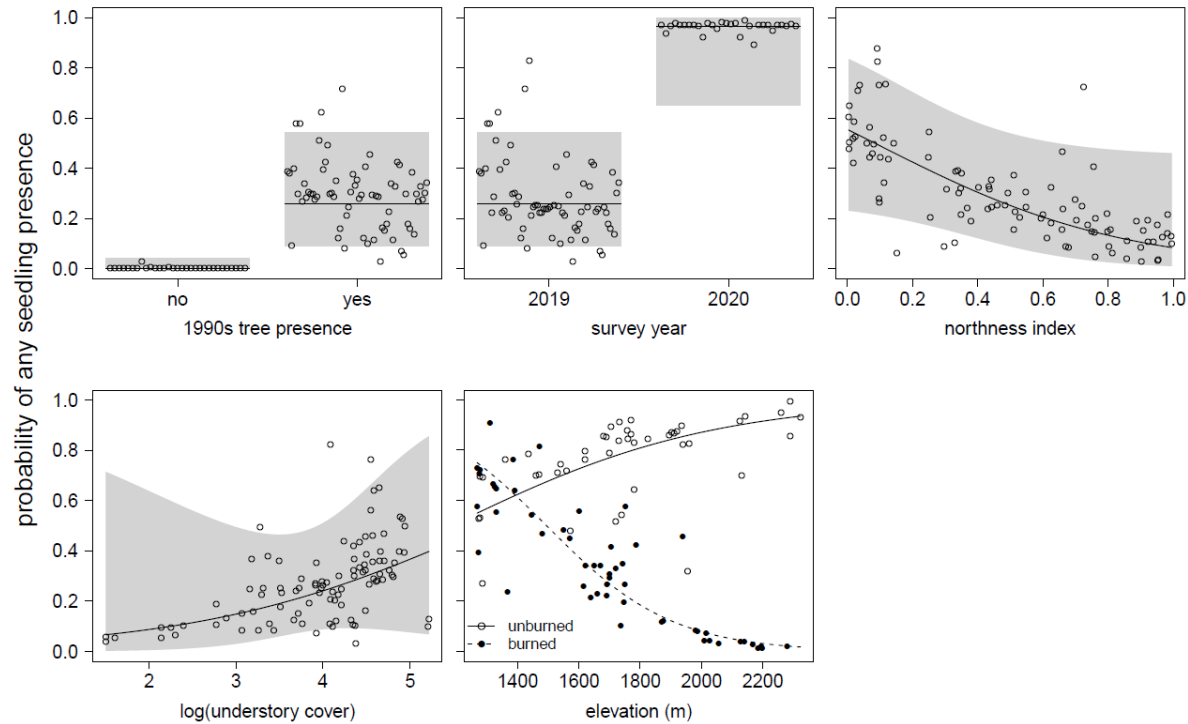 probability of any seedling presence
1.0
0.8
0.6
0.4
0.2
0.0
no yes
1990s tree presence
2019 2020
survey year
0.0 0.2 0.4 0.6 0.8 1.0
northness index
1.0
0.8
0.6
0.4
0.2
0.0
2 3 4 5
log(understory cover)
unburned
burned
1400 1600 1800 2000 2200
elevation (m)